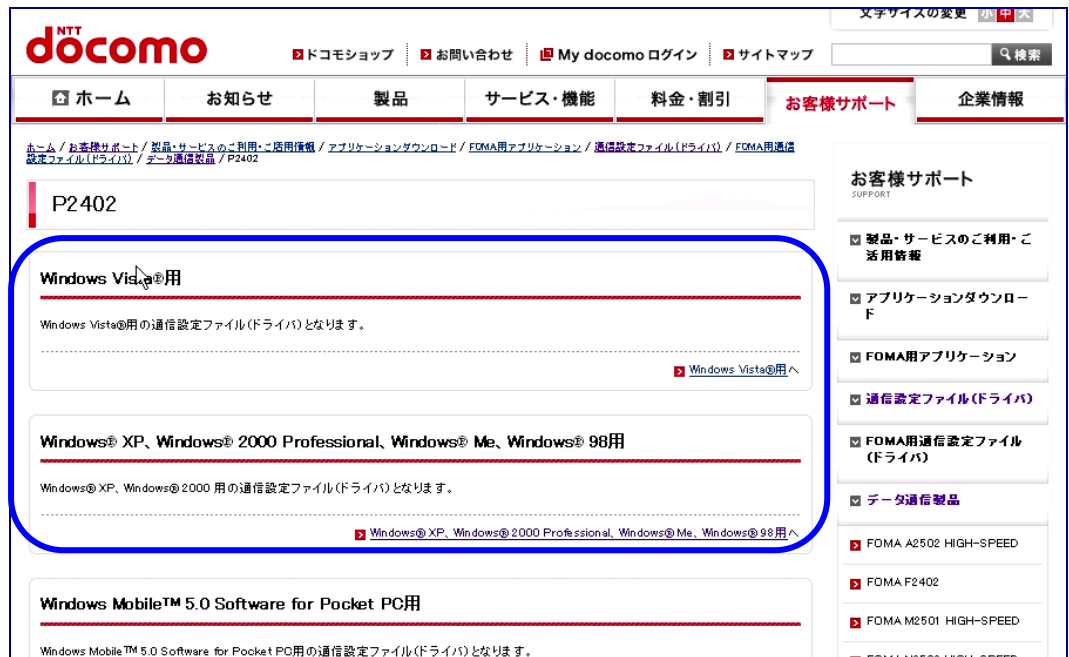 文字サイズの変更 小 中 大
NTT
döcomo
ドコモショップ お問い合わせ My docomo ログイン サイトマップ 検索
ホーム お知らせ 製品 サービス・機能 料金・割引 お客様サポート 企業情報
ホーム / お客様サポート / 製品・サービスのご利用・ご活用情報 / アプリケーションダウンロード / FOMA用アプリケーション / 通信設定ファイル(ドライバ) / FOMA用通信
設定ファイル(ドライバ) / データ通信製品 / P2402
P2402
Windows Vista®用
Windows Vista®用の通信設定ファイル(ドライバ)となります。
Windows Vista®用へ
Windows® XP、Windows® 2000 Professional、Windows® Me、Windows® 98用
Windows® XP、Windows® 2000 用の通信設定ファイル(ドライバ)となります。
Windows® XP、Windows® 2000 Professional、Windows® Me、Windows® 98用へ
Windows Mobile™ 5.0 Software for Pocket PC用
Windows Mobile™ 5.0 Software for Pocket PC用の通信設定ファイル(ドライバ)となります。
お客様サポート
SUPPORT
製品・サービスのご利用・ご
活用情報
アプリケーションダウンロー
ド
FOMA用アプリケーション
通信設定ファイル(ドライバ)
FOMA用通信設定ファイル
(ドライバ)
データ通信製品
FOMA A2502 HIGH-SPEED
FOMA F2402
FOMA M2501 HIGH-SPEED